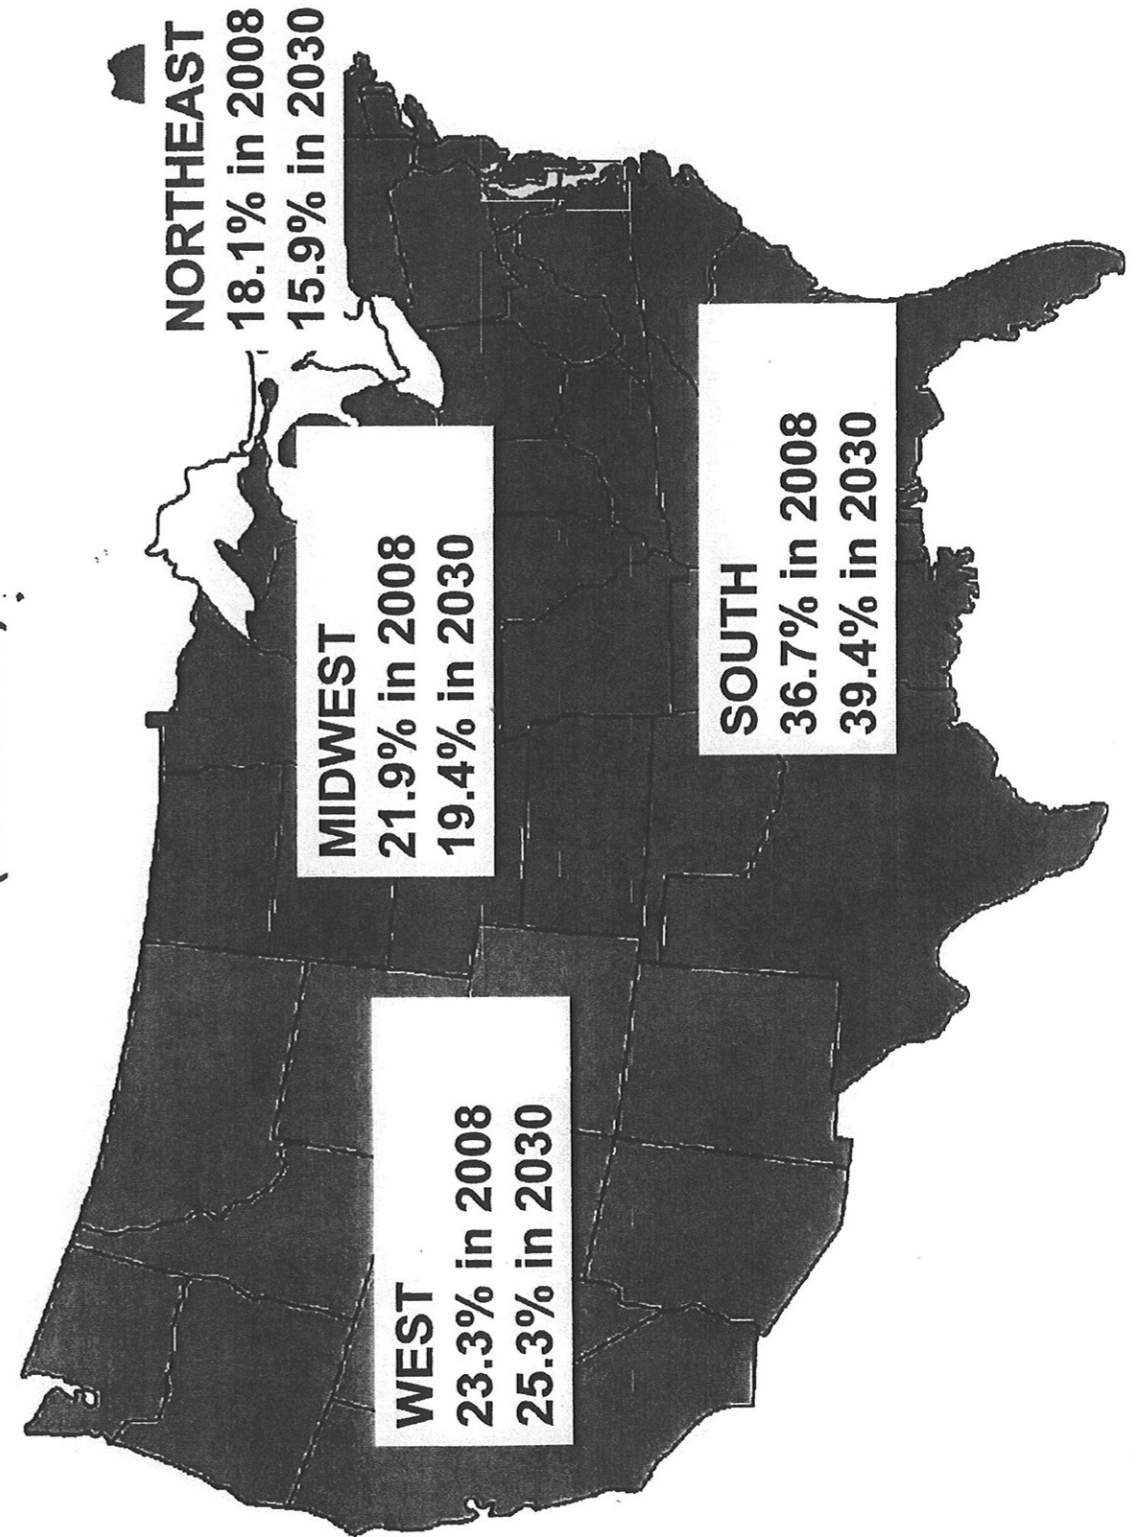 NORTHEAST
18.1% in 2008
15.9% in 2030
MIDWEST
21.9% in 2008
19.4% in 2030
WEST
23.3% in 2008
25.3% in 2030
SOUTH
36.7% in 2008
39.4% in 2030